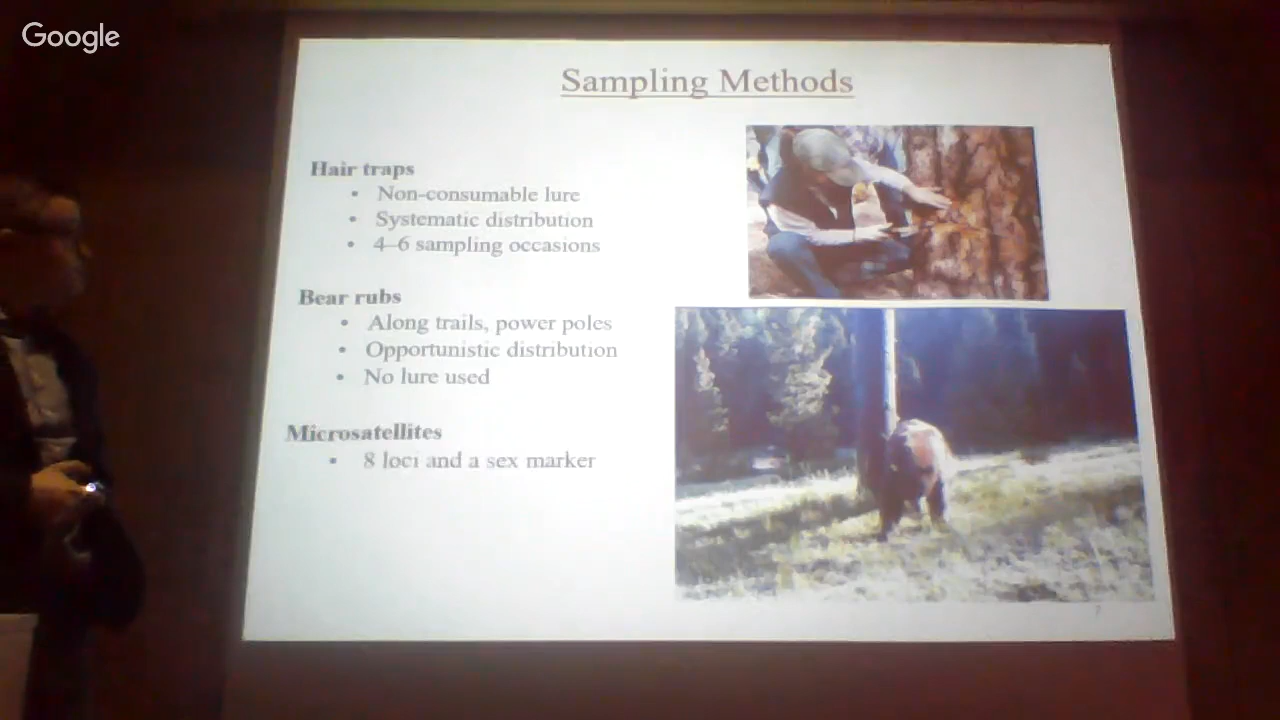 Google
Sampling Methods
Hair traps
• Non-consumable lure
• Systematic distribution
• 4–6 sampling occasions
Bear rubs
• Along trails, power poles
• Opportunistic distribution
• No lure used
Microsatellites
• 8 loci and a sex marker